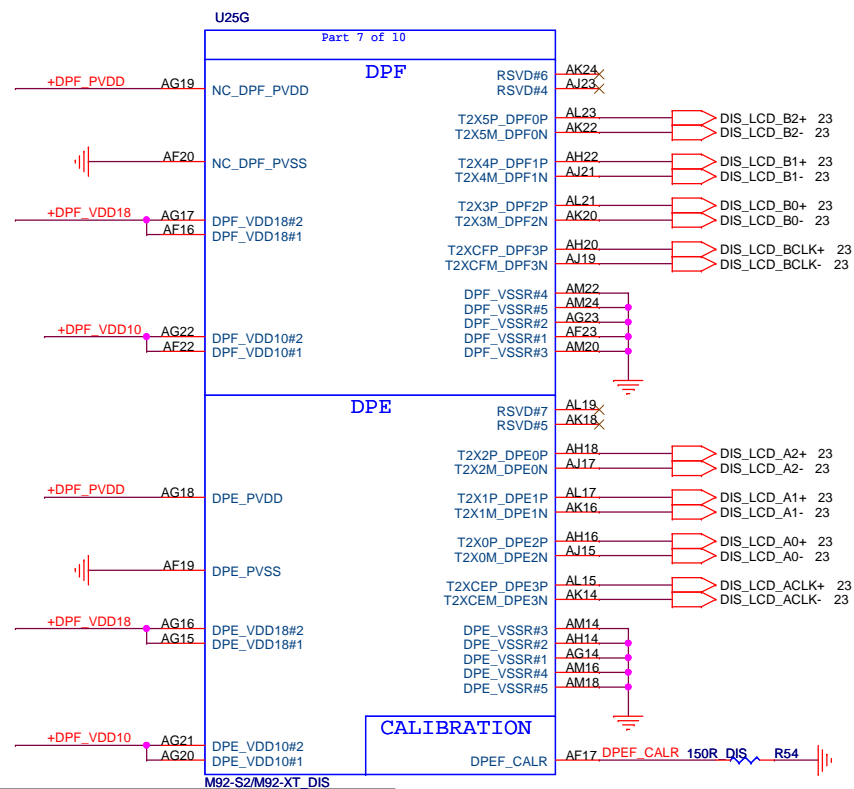 U25G
Part 7 of 10
DPF
+DPF_PVDD AG19 NC_DPF_PVDD
RSVD#6 AK24
RSVD#4 AJ23
T2X5P_DPF0P AL23 DIS_LCD_B2+ 23
T2X5M_DPF0N AK22 DIS_LCD_B2- 23
AF20 NC_DPF_PVSS
T2X4P_DPF1P AH22 DIS_LCD_B1+ 23
T2X4M_DPF1N AJ21 DIS_LCD_B1- 23
T2X3P_DPF2P AL21 DIS_LCD_B0+ 23
+DPF_VDD18 AG17 DPF_VDD18#2
T2X3M_DPF2N AK20 DIS_LCD_B0- 23
AF16 DPF_VDD18#1
T2XCFP_DPF3P AH20 DIS_LCD_BCLK+ 23
T2XCFM_DPF3N AJ19 DIS_LCD_BCLK- 23
DPF_VSSR#4 AM22
DPF_VSSR#5 AM24
DPF_VSSR#2 AG23
+DPF_VDD10 AG22 DPF_VDD10#2
DPF_VSSR#1 AF23
AF22 DPF_VDD10#1
DPF_VSSR#3 AM20
DPE
RSVD#7 AL19
RSVD#5 AK18
T2X2P_DPE0P AH18 DIS_LCD_A2+ 23
T2X2M_DPE0N AJ17 DIS_LCD_A2- 23
+DPF_PVDD AG18 DPE_PVDD
T2X1P_DPE1P AL17 DIS_LCD_A1+ 23
T2X1M_DPE1N AK16 DIS_LCD_A1- 23
T2X0P_DPE2P AH16 DIS_LCD_A0+ 23
T2X0M_DPE2N AJ15 DIS_LCD_A0- 23
AF19 DPE_PVSS
T2XCEP_DPE3P AL15 DIS_LCD_ACLK+ 23
T2XCEM_DPE3N AK14 DIS_LCD_ACLK- 23
+DPF_VDD18 AG16 DPE_VDD18#2
DPE_VSSR#3 AM14
AG15 DPE_VDD18#1
DPE_VSSR#2 AH14
DPE_VSSR#1 AG14
DPE_VSSR#4 AM16
DPE_VSSR#5 AM18
CALIBRATION
+DPF_VDD10 AG21 DPE_VDD10#2
AG20 DPE_VDD10#1
DPEF_CALR AF17 DPEF_CALR 150R_DIS R54
M92-S2/M92-XT_DIS